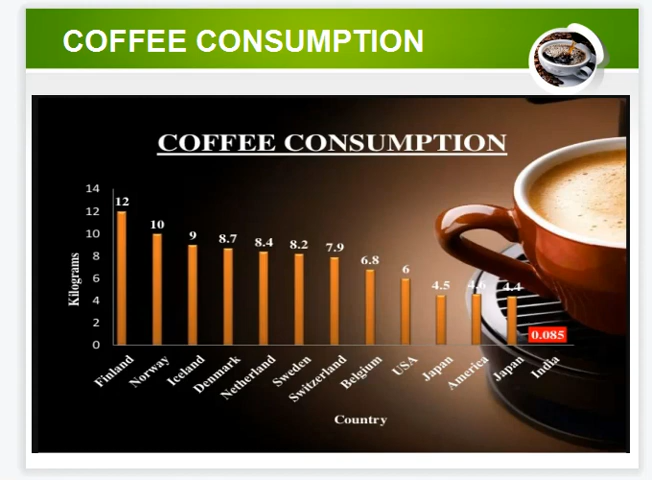 COFFEE CONSUMPTION
COFFEE CONSUMPTION
14
12
10
8
6
4
2
0
Kilograms
12
10
9
8.7
8.4
8.2
7.9
6.8
6
4.5
4.6
4.4
0.085
Finland
Norway
Iceland
Denmark
Netherland
Sweden
Switzerland
Belgium
USA
Japan
America
Japan
India
Country